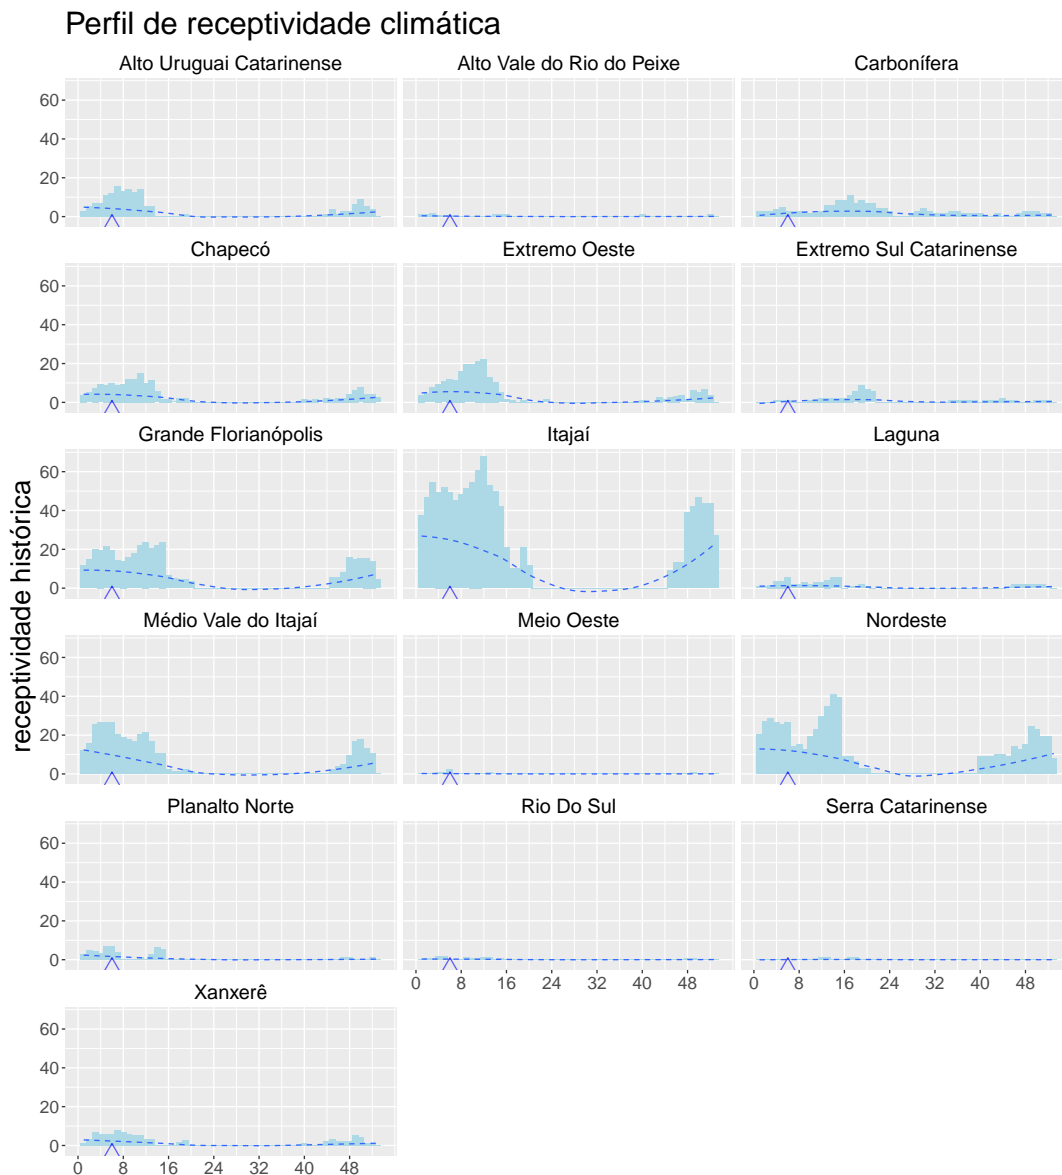 Perfil de receptividade climática
Alto Uruguai Catarinense Alto Vale do Rio do Peixe Carbonífera
60
40
20
0
Chapecó Extremo Oeste Extremo Sul Catarinense
60
40
20
0
Grande Florianópolis Itajaí Laguna
60
40
20
0
receptividade histórica
Médio Vale do Itajaí Meio Oeste Nordeste
60
40
20
0
Planalto Norte Rio Do Sul Serra Catarinense
60
40
20
0
0 8 16 24 32 40 48 0 8 16 24 32 40 48
Xanxerê
60
40
20
0
0 8 16 24 32 40 48